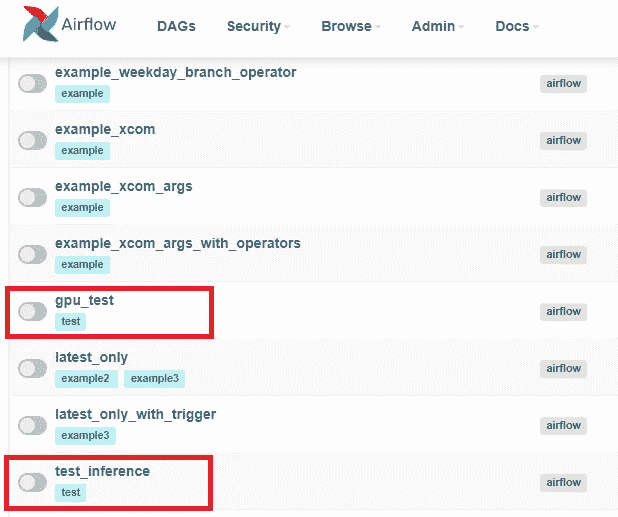 Airflow DAGs Security Browse Admin Docs
example_weekday_branch_operator
example airflow
example_xcom
example airflow
example_xcom_args
example airflow
example_xcom_args_with_operators
example airflow
gpu_test
test airflow
latest_only
example2 example3 airflow
latest_only_with_trigger
example3 airflow
test_inference
test airflow